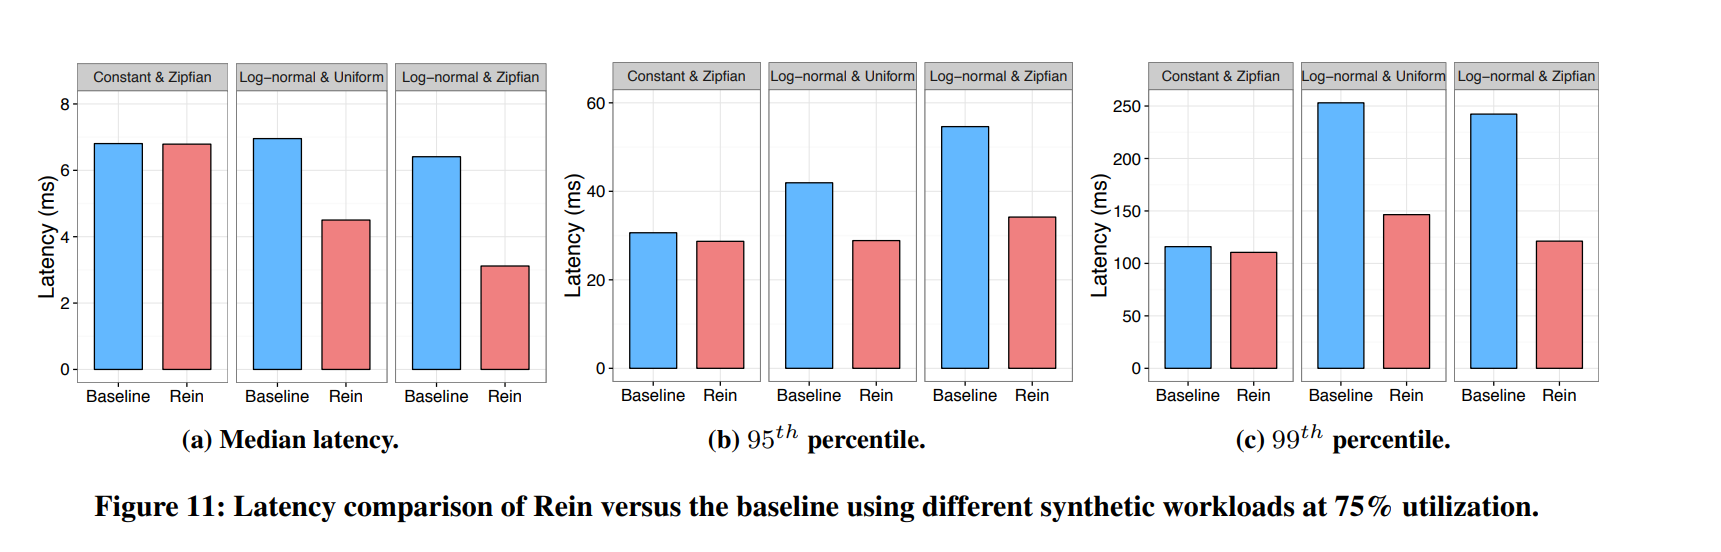 Constant & Zipfian
Log−normal & Uniform
Log−normal & Zipfian
8
6
4
2
0
Latency (ms)
Baseline
Rein
Baseline
Rein
Baseline
Rein
(a) Median latency.
Constant & Zipfian
Log−normal & Uniform
Log−normal & Zipfian
60
40
20
0
Latency (ms)
Baseline
Rein
Baseline
Rein
Baseline
Rein
(b) 95th percentile.
Constant & Zipfian
Log−normal & Uniform
Log−normal & Zipfian
250
200
150
100
50
0
Latency (ms)
Baseline
Rein
Baseline
Rein
Baseline
Rein
(c) 99th percentile.
Figure 11: Latency comparison of Rein versus the baseline using different synthetic workloads at 75% utilization.